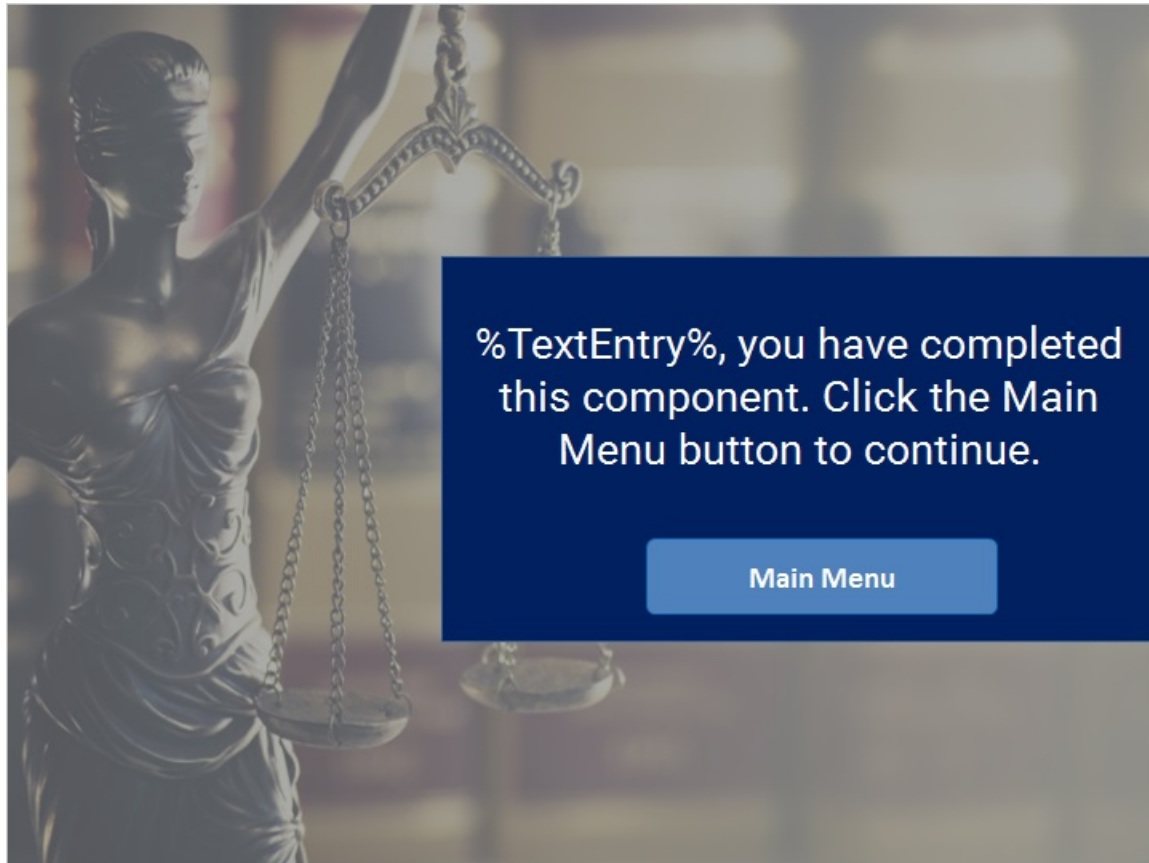 %TextEntry%, you have completed
this component. Click the Main
Menu button to continue.
Main Menu